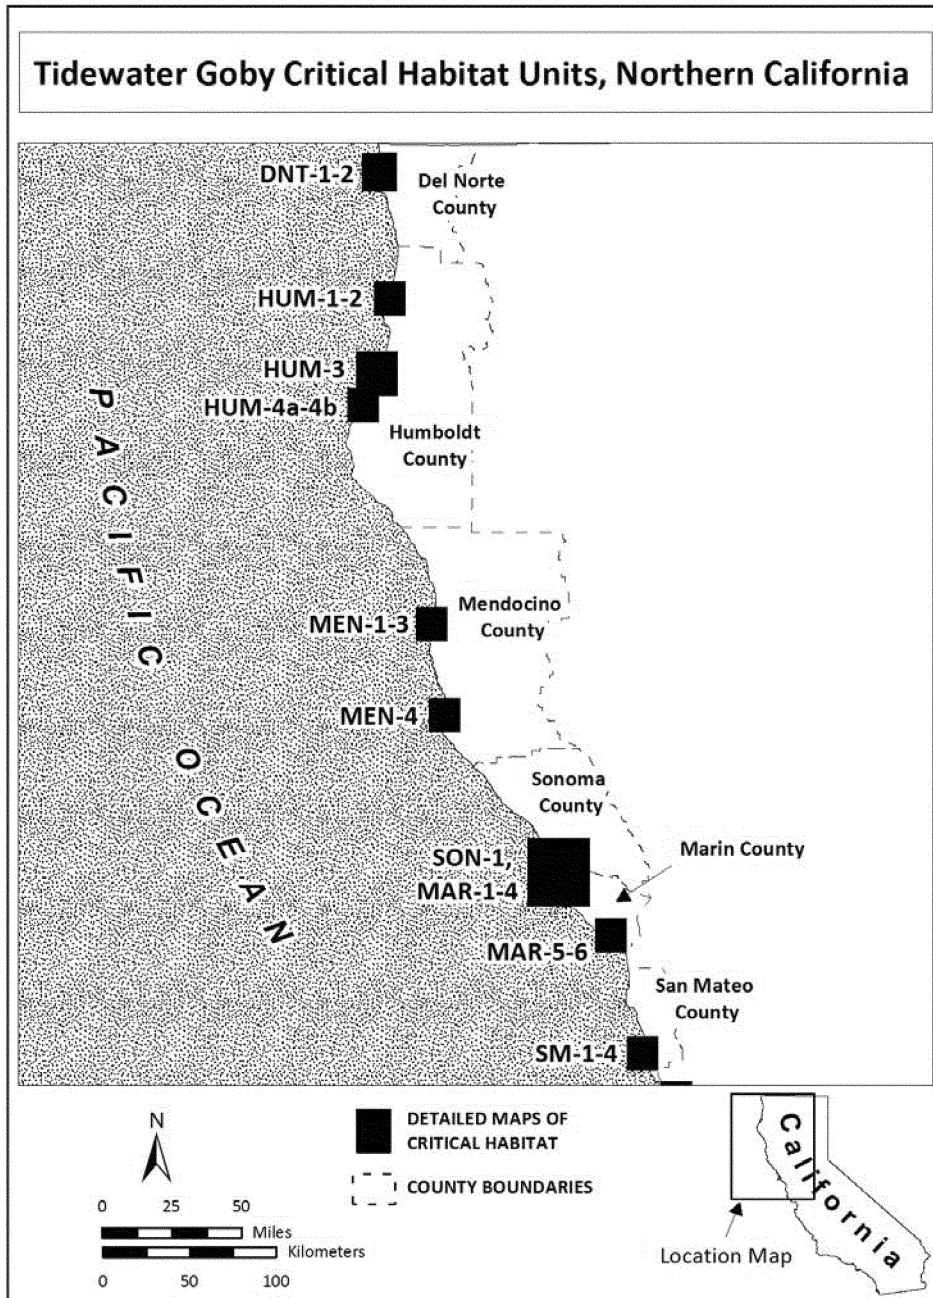 Tidewater Goby Critical Habitat Units, Northern California
DNT-1-2
Del Norte
County
HUM-1-2
HUM-3
HUM-4a-4b
Humboldt
County
PACIFIC OCEAN
MEN-1-3
Mendocino
County
MEN-4
Sonoma
County
SON-1,
MAR-1-4
Marin County
MAR-5-6
San Mateo
County
SM-1-4
N
DETAILED MAPS OF
CRITICAL HABITAT
COUNTY BOUNDARIES
0 25 50
Miles
Kilometers
0 50 100
California
Location Map